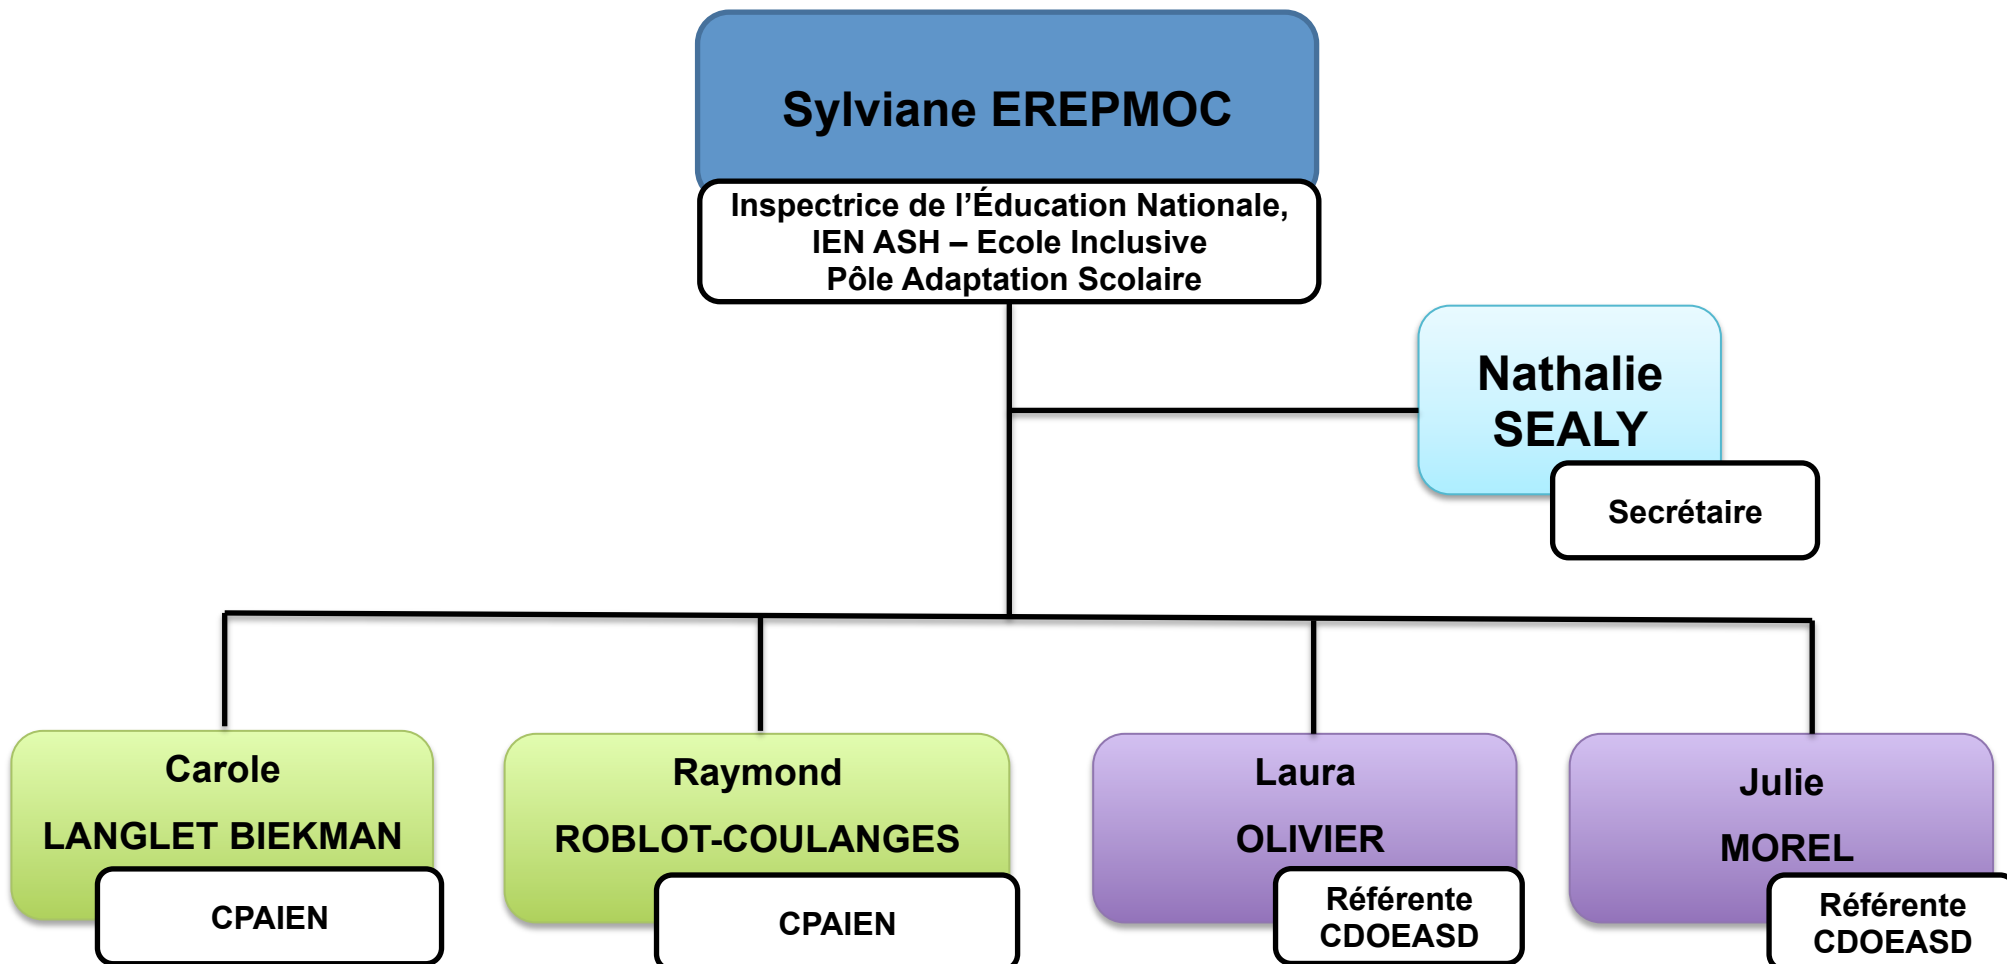 Sylviane EREPMOC
Inspectrice de l’Éducation Nationale,
IEN ASH – Ecole Inclusive
Pôle Adaptation Scolaire
Nathalie
SEALY
Secrétaire
Carole
LANGLET BIEKMAN
CPAIEN
Raymond
ROBLOT-COULANGES
CPAIEN
Laura
OLIVIER
Référente
CDOEASD
Julie
MOREL
Référente
CDOEASD